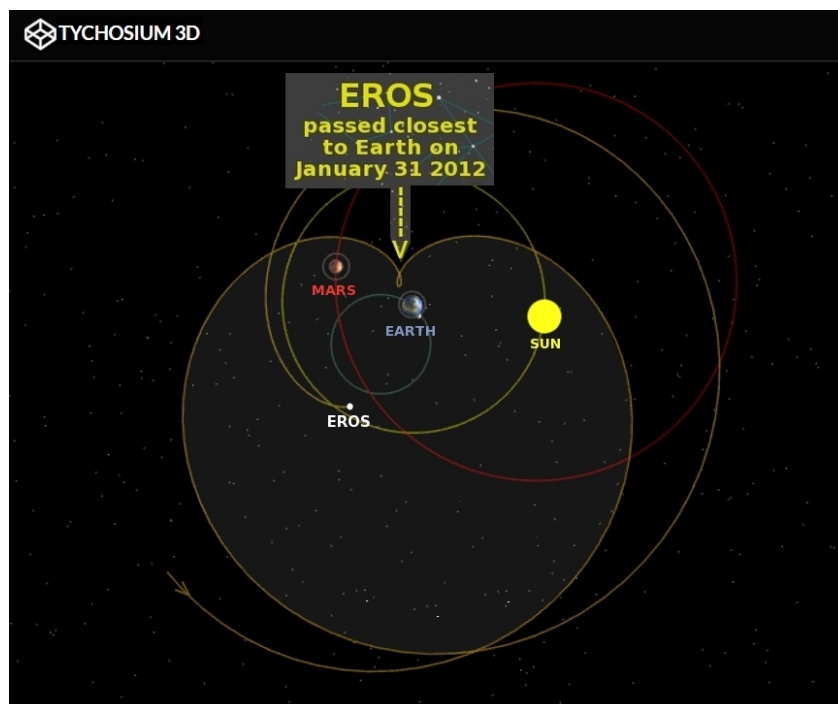 TYCHOSIUM 3D
EROS
passed closest
to Earth on
January 31 2012
MARS
EARTH
SUN
EROS